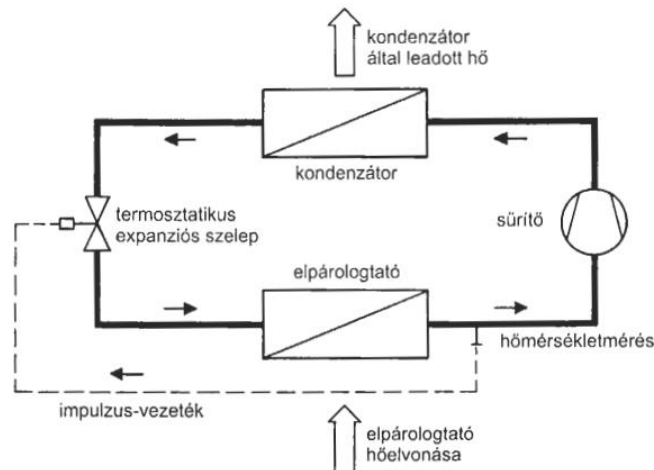 kondenzátor
által leadott hő
kondenzátor
termosztatikus
expanziós szelep
sűrítő
elpárologtató
hőmérsékletmérés
impulzus-vezeték
elpárologtató
hőelvonása